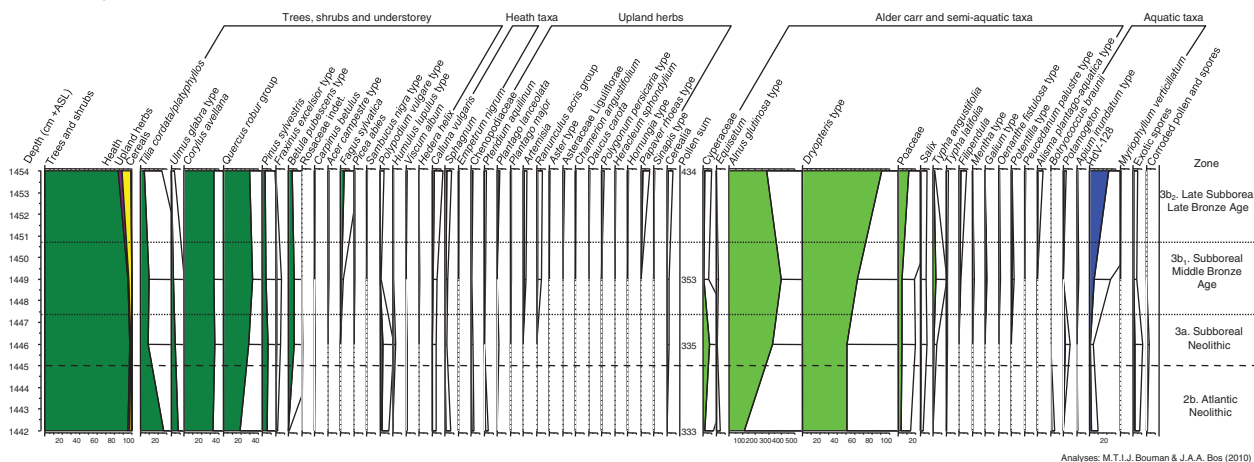 Trees, shrubs and understorey
Heath taxa
Upland herbs
Alder carr and semi-aquatic taxa
Aquatic taxa
Depth (cm +ASL)
Trees and shrubs
Heath
Upland herbs
Cereals
Tilia cordata/platyphyllos
Ulmus glabra type
Corylus avellana
Quercus robour group
Pinus sylvestris
Fraxinus excelsior type
Betula pubescens type
Rosaceae indet.
Carpinus betulus
Acer campestre type
Fagus sylvatica
Picea abies
Sambucus nigra type
Polypodium vulgare type
Humulus lupulus type
Viscum album
Hedera helix
Calluna vulgaris
Sphagnum
Empetrum nigrum
Chenopodiaceae
Pteridium aquilinum
Plantago lanceolata
Plantago major
Artemisia
Ranunculus acris group
Aster type
Asteraceae Liguliflorae
Chamerion angustifolium
Daucus carota
Polygonum persicaria type
Heracleum sphondylium
Hornungia type
Papaver rhoeas type
Cerealia
Secale type
Pollen sum
Cyperaceae
Equisetum
Alnus glutinosa type
Dryopteris type
Poaceae
Salix
Typha angustifolia
Typha latifolia
Filipendula
Mentha type
Galium type
Oenanthe fistulosa type
Potentilla type
Peucedanum palustre type
Alisma plantago-aquatica type
Botryococcus braunii
Potamogeton
Apium inundatum type
HdV-128
Myriophyllum verticillatum
Exotic spores
Corroded pollen and spores
Zone
1454
1453
1452
1451
1450
1449
1448
1447
1446
1445
1444
1443
1442
434
353
335
333
3b₂. Late Subboreal
Late Bronze Age
3b₁. Subboreal
Middle Bronze
Age
3a. Subboreal
Neolithic
2b. Atlantic
Neolithic
20 40 60 80 100 20 20 40 20 40 100 200 300 400 500 20 40 60 80 100 20 20
Analyses: M.T.I.J. Bouman & J.A.A. Bos (2010)